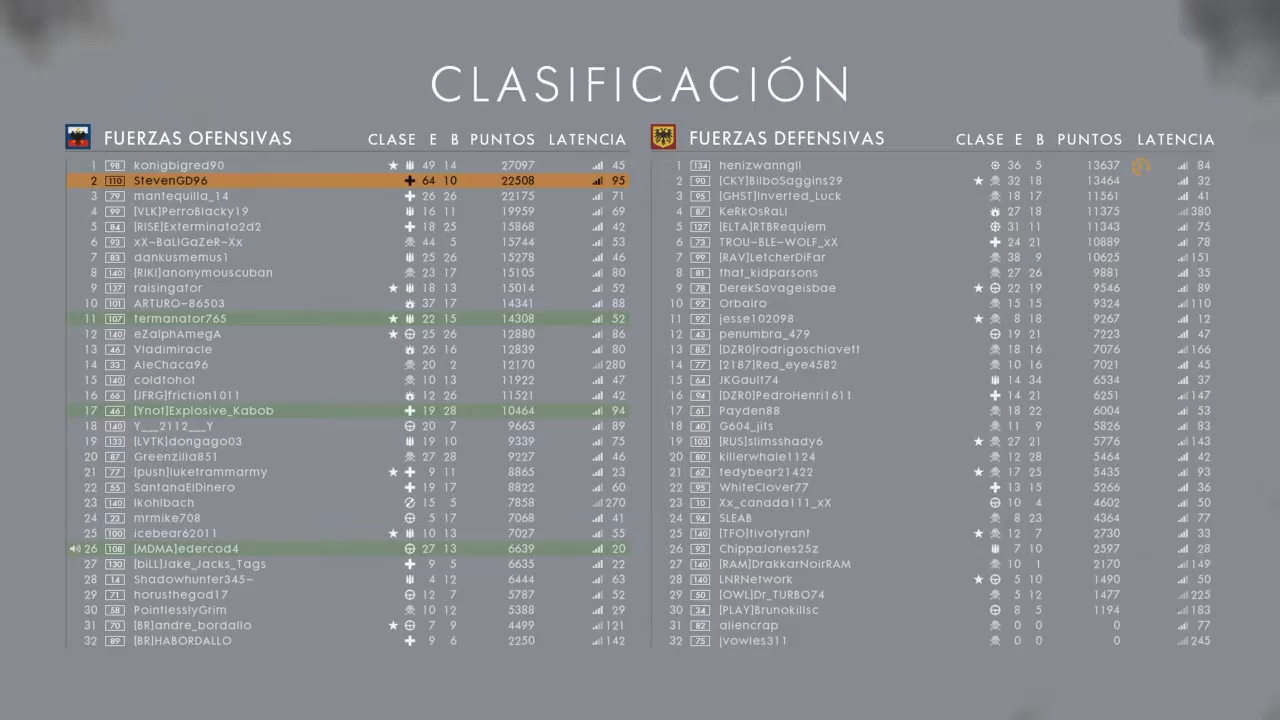 CLASIFICACIÓN
FUERZAS OFENSIVAS CLASE E B PUNTOS LATENCIA
1 98 konigbigred90 49 14 27097 45
2 110 StevenGD96 64 10 22508 95
3 79 mantequilla_14 26 26 22175 71
4 99 [VLK]PerroBlacky19 16 11 19959 69
5 84 [RISE]Exterminato2d2 18 25 15868 42
6 93 xX-BaLlGaZeR-Xx 44 5 15744 53
7 83 dankusmemus1 25 26 15278 46
8 140 [RIKI]anonymouscuban 23 17 15105 80
9 137 raisingator 18 13 15014 52
10 101 ARTURO-86503 37 17 14341 88
11 107 termanator765 22 15 14308 52
12 140 eZalphAmegA 25 26 12880 86
13 46 Vladimiracle 26 16 12839 80
14 33 AleChaca96 20 2 12170 280
15 140 coldtohot 10 13 11922 47
16 66 [JFRG]friction1011 12 26 11521 42
17 46 [Ynot]Explosive_Kabob 19 28 10464 94
18 140 Y___2112___Y 20 7 9663 89
19 133 [LVTK]dongago03 19 10 9339 75
20 87 Greenzilla851 27 28 9227 46
21 77 [push]luketrammarmy 9 11 8865 23
22 55 SantanaElDinero 19 17 8822 60
23 140 lkohlbach 15 5 7858 270
24 23 mrmike708 5 17 7068 41
25 100 icebear62011 10 13 7027 55
26 108 [MDMA]edercod4 27 13 6639 20
27 130 [biLL]Jake_Jacks_Tags 9 5 6635 22
28 14 Shadowhunter345- 4 12 6444 63
29 71 horusthegod17 12 7 5787 52
30 58 PointlesslyGrim 10 12 5388 29
31 70 [BR]andre_bordallo 7 9 4499 121
32 89 [BR]HABORDALLO 9 6 2250 142
FUERZAS DEFENSIVAS CLASE E B PUNTOS LATENCIA
1 134 henizwanngll 36 5 13637 84
2 90 [CKY]BilboSaggins29 32 18 13464 32
3 95 [GHST]Inverted_Luck 18 17 11561 41
4 87 KeRkOsRaLI 27 18 11375 380
5 127 [ELTA]RTBRequiem 31 11 11343 75
6 73 TROU-BLE-WOLF_xX 24 21 10889 78
7 99 [RAV]LetcherDiFar 38 9 10625 151
8 81 that_kidparsons 27 26 9881 35
9 78 DerekSavageisbae 22 19 9546 89
10 92 Orbairo 15 15 9324 110
11 92 jesse102098 8 18 9267 12
12 43 penumbra_479 19 21 7223 47
13 85 [DZR0]rodrigoschiavett 18 16 7076 166
14 77 [2187]Red_eye4582 10 16 7021 45
15 64 JKGault74 14 34 6534 37
16 94 [DZR0]PedroHenri1611 14 21 6251 147
17 61 Payden88 18 22 6004 53
18 40 G604_jits 11 9 5826 83
19 103 [RUS]slimsshady6 27 21 5776 143
20 80 killerwhale1124 12 28 5464 42
21 62 tedybear21422 17 25 5435 93
22 95 WhiteClover77 13 15 5266 36
23 10 Xx_canada111_xX 10 4 4602 50
24 94 SLEAB 8 23 4364 77
25 140 [TFO]tivotyrant 12 7 2730 33
26 93 ChippaJones25z 7 10 2597 28
27 140 [RAM]DrakkarNoirRAM 10 1 2170 149
28 140 LNRNetwork 5 10 1490 50
29 50 [OWL]Dr_TURBO74 5 12 1477 225
30 34 [PLAY]Brunokillsc 8 5 1194 183
31 82 aliencrap 0 0 0 77
32 75 jvowles311 0 0 0 245